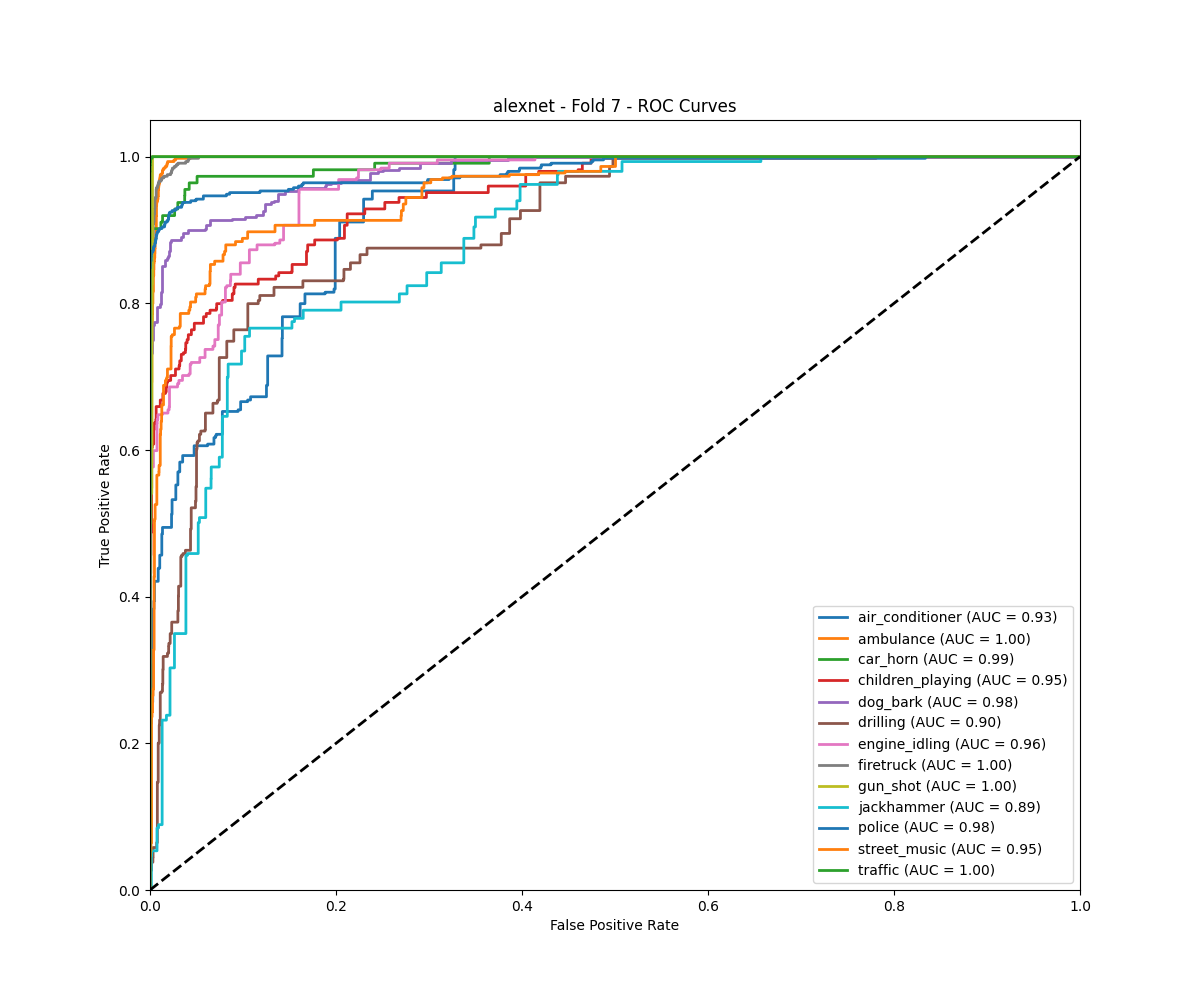 alexnet - Fold 7 - ROC Curves
1.0
0.8
0.6
0.4
0.2
0.0
True Positive Rate
0.0 0.2 0.4 0.6 0.8 1.0
False Positive Rate
air_conditioner (AUC = 0.93)
ambulance (AUC = 1.00)
car_horn (AUC = 0.99)
children_playing (AUC = 0.95)
dog_bark (AUC = 0.98)
drilling (AUC = 0.90)
engine_idling (AUC = 0.96)
firetruck (AUC = 1.00)
gun_shot (AUC = 1.00)
jackhammer (AUC = 0.89)
police (AUC = 0.98)
street_music (AUC = 0.95)
traffic (AUC = 1.00)